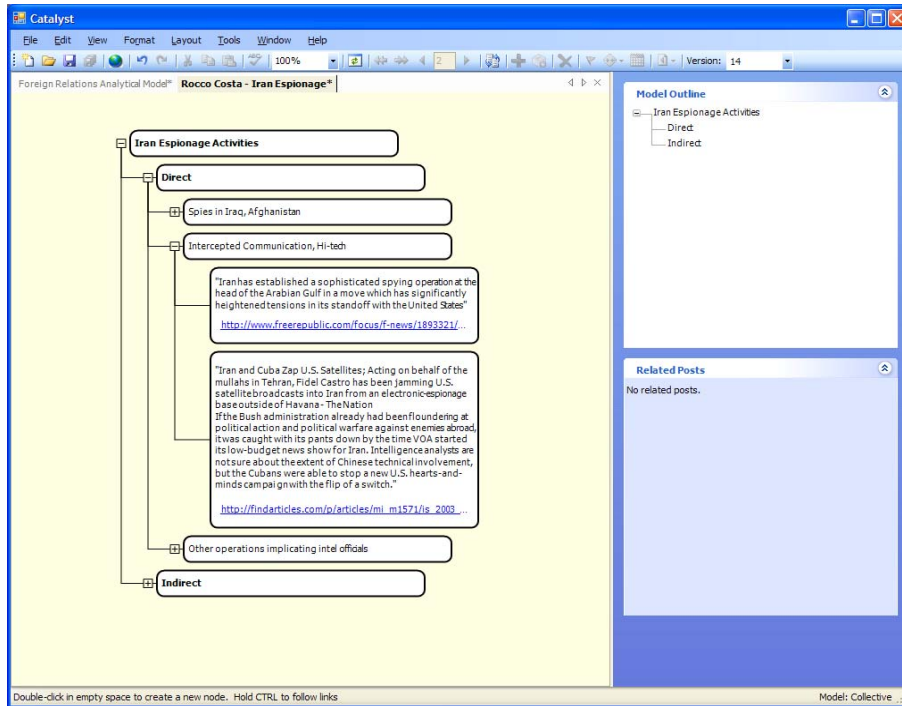 Catalyst
File Edit View Format Layout Tools Window Help
100% 2 Version: 14
Foreign Relations Analytical Model* Rocco Costa - Iran Espionage*
Iran Espionage Activities
Direct
Spies in Iraq, Afghanistan
Intercepted Communication, Hi-tech
"Iran has established a sophisticated spying operation at the
head of the Arabian Gulf in a move which has significantly
heightened tensions in its standoff with the United States"
http://www.freerepublic.com/focus/f-news/1893321/...
"Iran and Cuba Zap U.S. Satellites; Acting on behalf of the
mullahs in Tehran, Fidel Castro has been jamming U.S.
satellite broadcasts into Iran from an electronic-espionage
base outside of Havana - The Nation
If the Bush administration already had been floundering at
political action and political warfare against enemies abroad,
it was caught with its pants down by the time VOA started
its low-budget news show for Iran. Intelligence analysts are
not sure about the extent of Chinese technical involvement,
but the Cubans were able to stop a new U.S. hearts-and-
minds campaign with the flip of a switch."
http://findarticles.com/p/articles/mi_m1571/is_2003_...
Other operations implicating intel officials
Indirect
Model Outline
Iran Espionage Activities
Direct
Indirect
Related Posts
No related posts.
Double-click in empty space to create a new node. Hold CTRL to follow links
Model: Collective